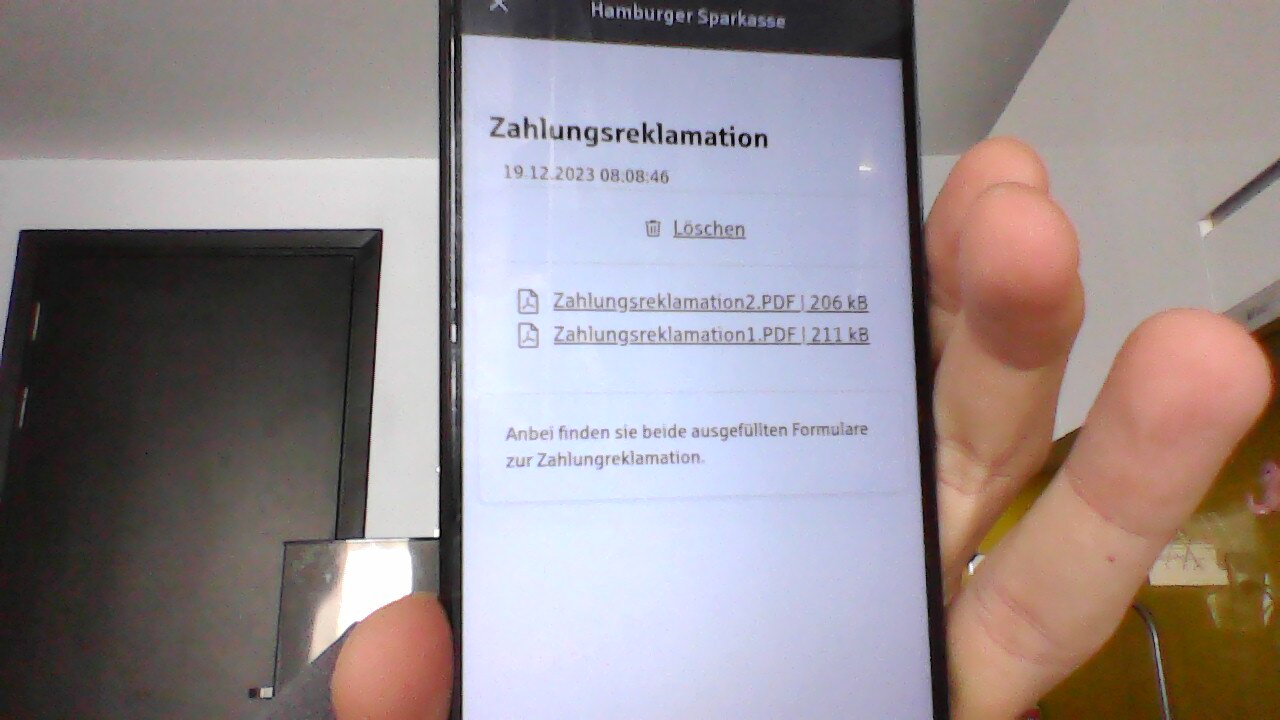 Hamburger Sparkasse
Zahlungsreklamation
19.12.2023 08:08:46
Löschen
Zahlungsreklamation2.PDF | 206 kB
Zahlungsreklamation1.PDF | 211 kB
Anbei finden sie beide ausgefüllten Formulare
zur Zahlungreklamation.